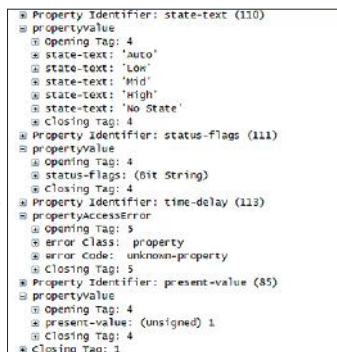 Property Identifier: state-text (110)
propertyValue
Opening Tag: 4
state-text: 'Auto'
state-text: 'Low'
state-text: 'Mid'
state-text: 'High'
state-text: 'No State'
Closing Tag: 4
Property Identifier: status-flags (111)
propertyValue
Opening Tag: 4
status-flags: (Bit String)
Closing Tag: 4
Property Identifier: time-delay (113)
propertyAccessError
Opening Tag: 5
error Class: property
error Code: unknown-property
Closing Tag: 5
Property Identifier: present-value (85)
propertyValue
Opening Tag: 4
present-value: (Unsigned) 1
Closing Tag: 4
Closing Tag: 1